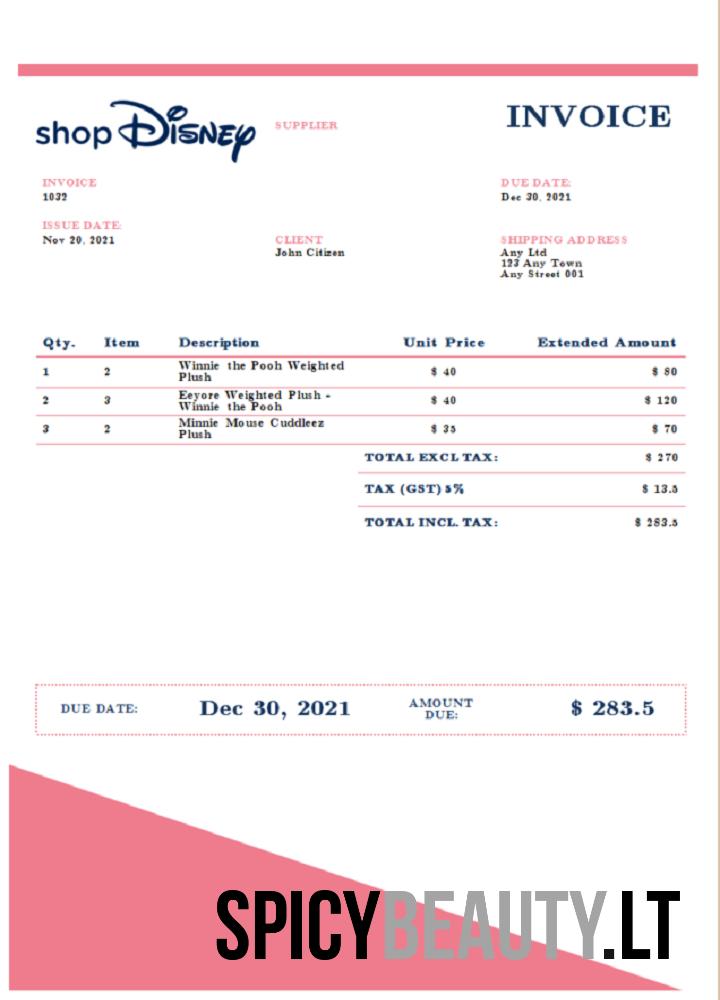 shop Disney
SUPPLIER
INVOICE
INVOICE
1032
DUE DATE:
Dec 30, 2021
ISSUE DATE:
Nov 20, 2021
CLIENT
John Citizen
SHIPPING ADDRESS
Any Ltd
123 Any Town
Any Street 001
Qty. Item Description Unit Price Extended Amount
1 2 Winnie the Pooh Weighted $ 40 $ 80
Plush
2 3 Eeyore Weighted Plush - $ 40 $ 120
Winnie the Pooh
3 2 Minnie Mouse Cuddleez $ 35 $ 70
Plush
TOTAL EXCL TAX: $ 270
TAX (GST) 5% $ 13.5
TOTAL INCL. TAX: $ 283.5
DUE DATE: Dec 30, 2021 AMOUNT DUE: $ 283.5
SPICYBEAUTY.LT